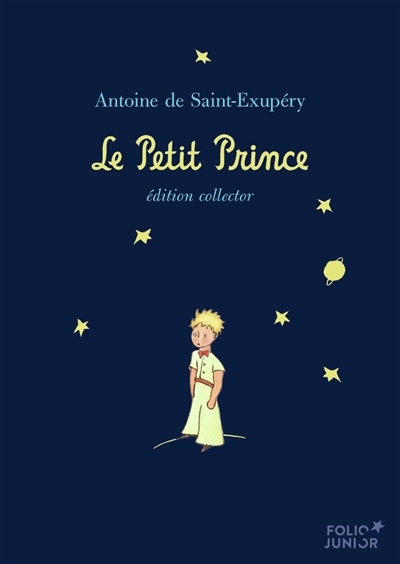 Antoine de Saint-Exupéry
Le Petit Prince
édition collector
FOLIO
JUNIOR